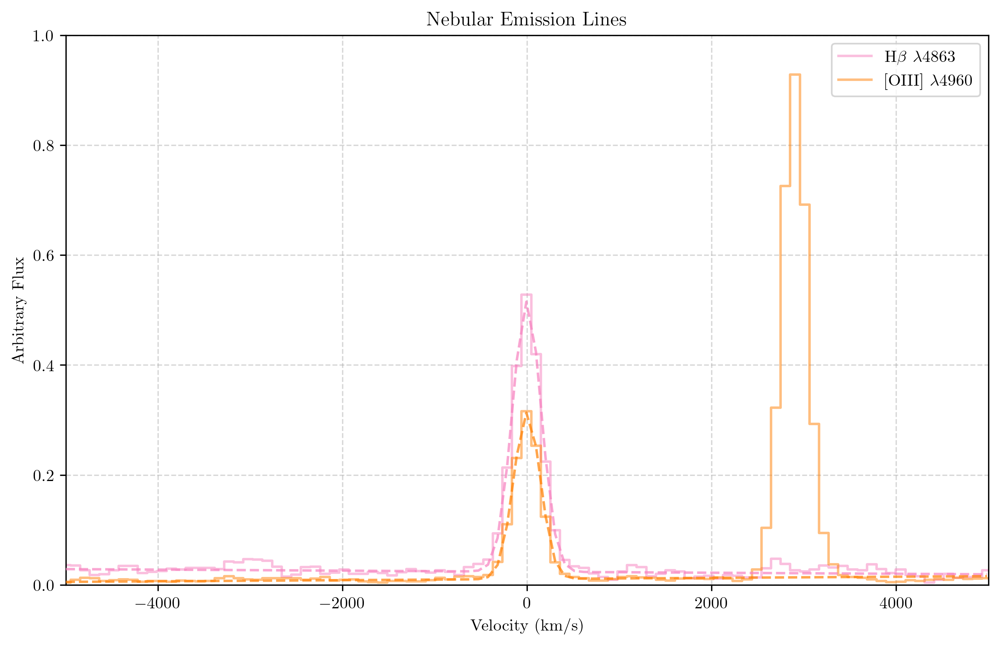 Nebular Emission Lines
1.0
0.8
0.6
0.4
0.2
0.0
Arbitrary Flux
Hβ λ4863
[OIII] λ4960
−4000
−2000
0
2000
4000
Velocity (km/s)